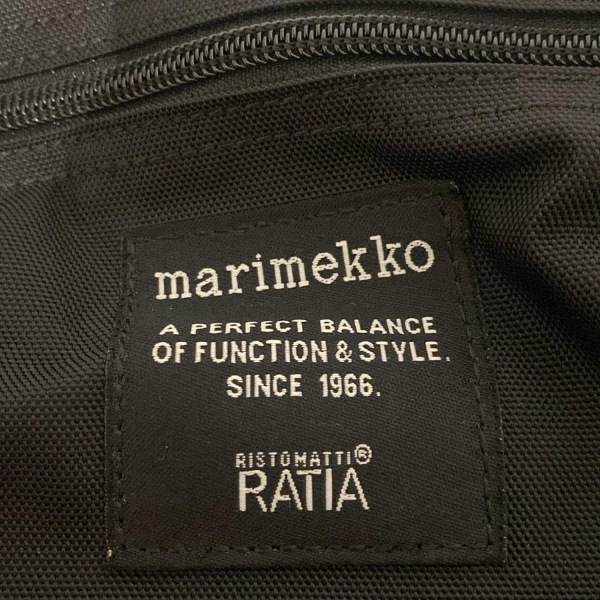 marimekko
A PERFECT BALANCE
OF FUNCTION & STYLE.
SINCE 1966.
RISTOMATTI®
RATIA